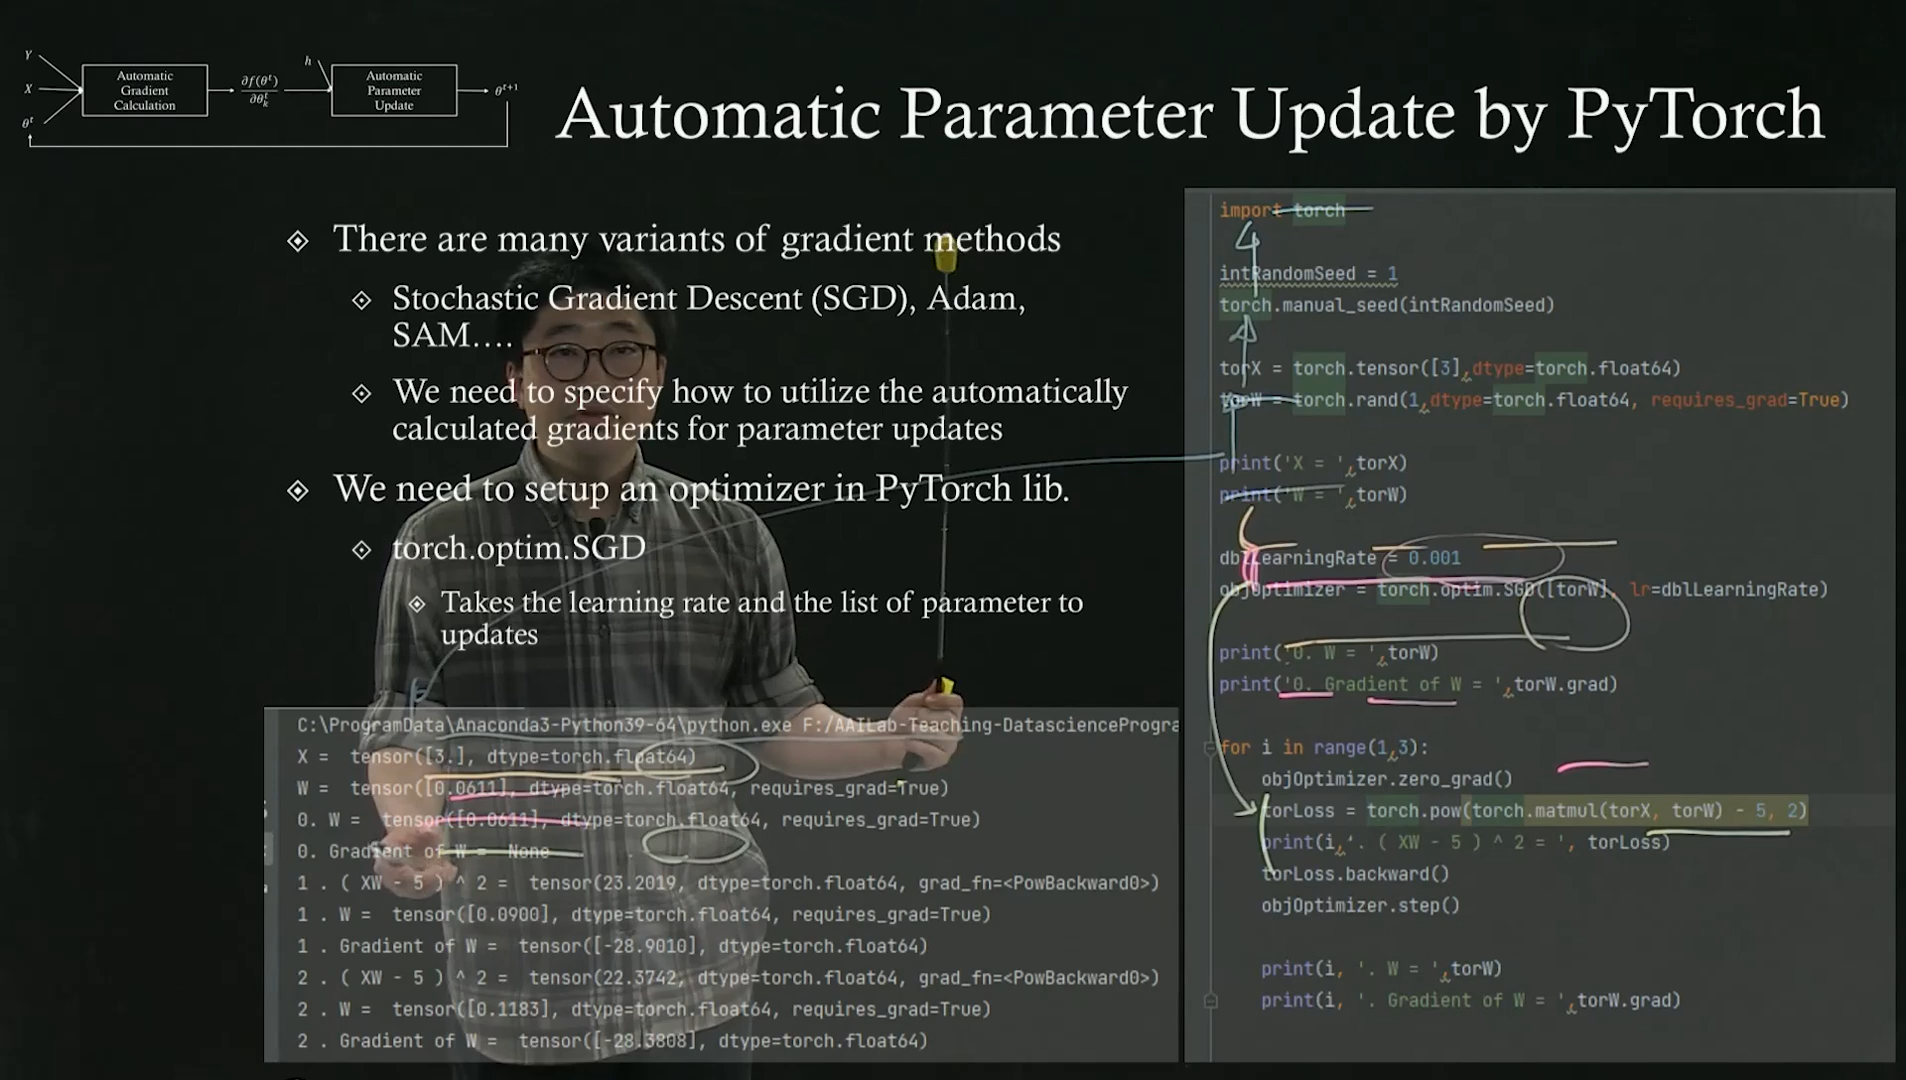 Y
X
θᵗ
Automatic
Gradient
Calculation
∂f(θᵗ)
∂θₖᵗ
h
Automatic
Parameter
Update
θᵗ⁺¹
Automatic Parameter Update by PyTorch
There are many variants of gradient methods
Stochastic Gradient Descent (SGD), Adam,
SAM....
We need to specify how to utilize the automatically
calculated gradients for parameter updates
We need to setup an optimizer in PyTorch lib.
torch.optim.SGD
Takes the learning rate and the list of parameter to
updates
C:\ProgramData\Anaconda3-Python39-64\python.exe F:/AAILab-Teaching-DatascienceProgra
X =  tensor([3.], dtype=torch.float64)
W =  tensor([0.0611], dtype=torch.float64, requires_grad=True)
0. W =  tensor([0.0611], dtype=torch.float64, requires_grad=True)
0. Gradient of W =  None
1 . ( XW - 5 ) ^ 2 =  tensor(23.2019, dtype=torch.float64, grad_fn=<PowBackward0>)
1 . W =  tensor([0.0900], dtype=torch.float64, requires_grad=True)
1 . Gradient of W =  tensor([-28.9010], dtype=torch.float64)
2 . ( XW - 5 ) ^ 2 =  tensor(22.3742, dtype=torch.float64, grad_fn=<PowBackward0>)
2 . W =  tensor([0.1183], dtype=torch.float64, requires_grad=True)
2 . Gradient of W =  tensor([-28.3808], dtype=torch.float64)
import torch
intRandomSeed = 1
torch.manual_seed(intRandomSeed)
torX = torch.tensor([3],dtype=torch.float64)
torW = torch.rand(1,dtype=torch.float64, requires_grad=True)
print('X = ',torX)
print('W = ',torW)
dblLearningRate = 0.001
objOptimizer = torch.optim.SGD([torW], lr=dblLearningRate)
print('0. W = ',torW)
print('0. Gradient of W = ',torW.grad)
for i in range(1,3):
objOptimizer.zero_grad()
torLoss = torch.pow(torch.matmul(torX, torW) - 5, 2)
print(i,'. ( XW - 5 ) ^ 2 = ', torLoss)
torLoss.backward()
objOptimizer.step()
print(i, '. W = ',torW)
print(i, '. Gradient of W = ',torW.grad)